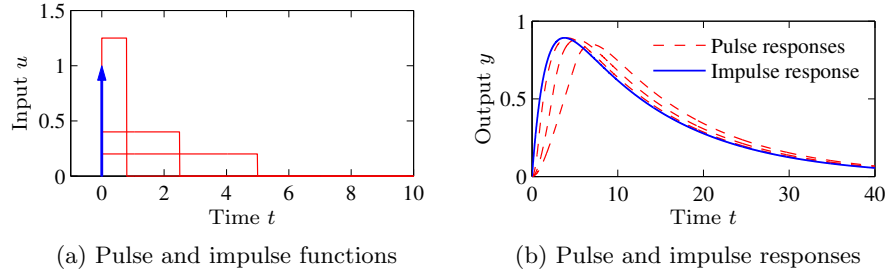 1.5
1
0.5
0
0
2
4
6
8
10
Input u
Time t
(a) Pulse and impulse functions
1
0.5
0
0
10
20
30
40
Output y
Time t
Pulse responses
Impulse response
(b) Pulse and impulse responses